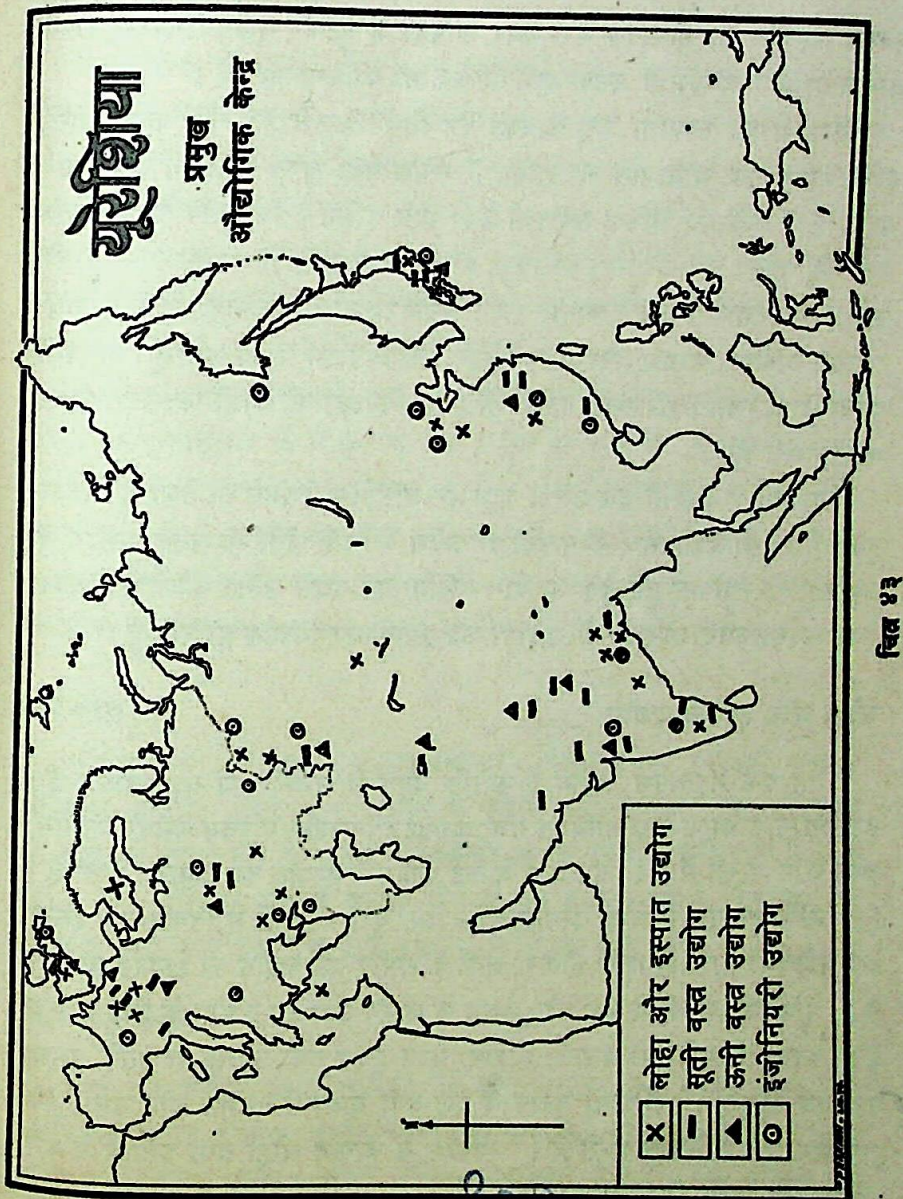 यूरेशिया
प्रमुख
औद्योगिक केन्द्र
लोहा और इस्पात उद्योग
सूती वस्त्र उद्योग
ऊनी वस्त्र उद्योग
इंजीनियरी उद्योग
चित्र ४३